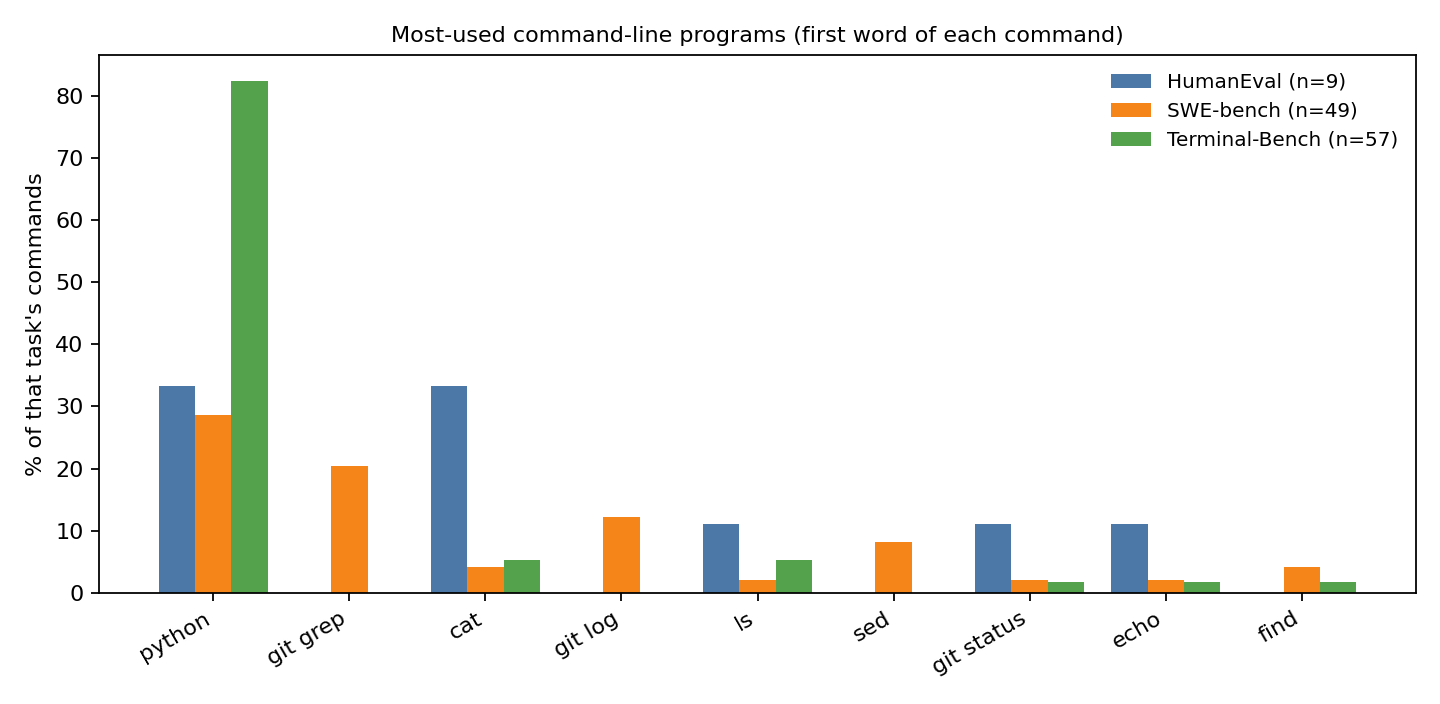 Most-used command-line programs (first word of each command)
HumanEval (n=9)
SWE-bench (n=49)
Terminal-Bench (n=57)
% of that task's commands
80
70
60
50
40
30
20
10
0
python
git grep
cat
git log
ls
sed
git status
echo
find